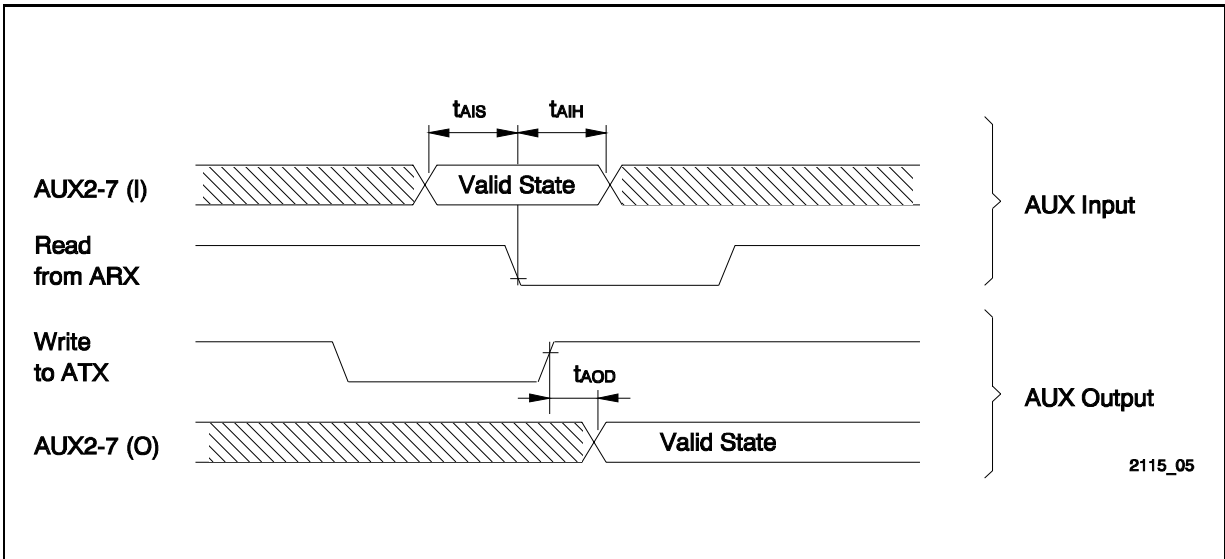 tAIS
tAIH
AUX2-7 (I)
Valid State
AUX Input
Read
from ARX
Write
to ATX
tAOD
AUX Output
AUX2-7 (O)
Valid State
2115_05